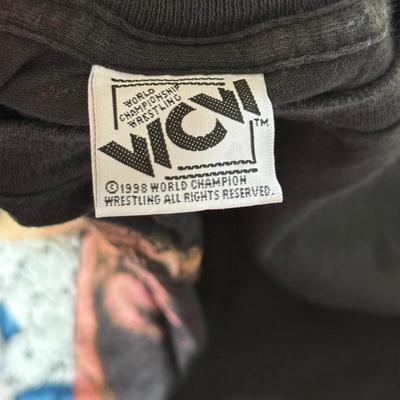 WORLD
CHAMPIONSHIP
WRESTLING
WCW
TM
©1998 WORLD CHAMPION
WRESTLING ALL RIGHTS RESERVED.